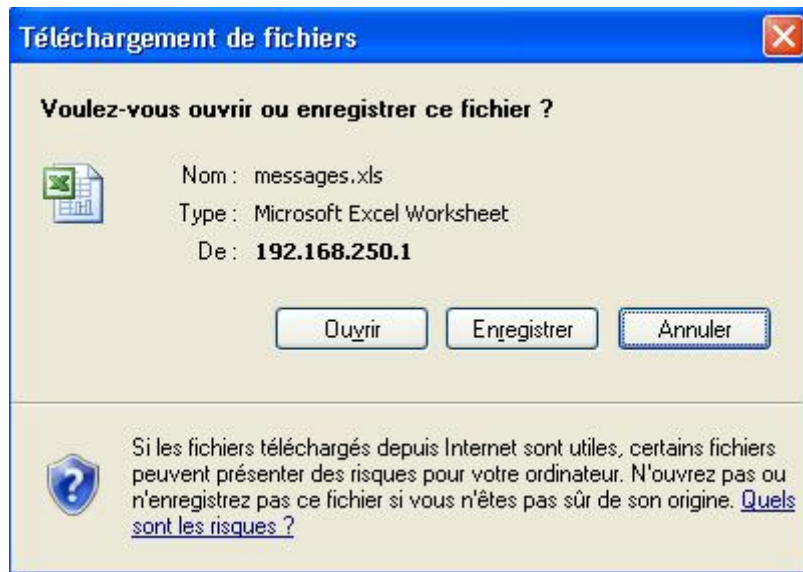 Téléchargement de fichiers
Voulez-vous ouvrir ou enregistrer ce fichier ?
Nom : messages.xls
Type : Microsoft Excel Worksheet
De : 192.168.250.1
Ouvrir Enregistrer Annuler
Si les fichiers téléchargés depuis Internet sont utiles, certains fichiers
peuvent présenter des risques pour votre ordinateur. N'ouvrez pas ou
n'enregistrez pas ce fichier si vous n'êtes pas sûr de son origine. Quels
sont les risques ?